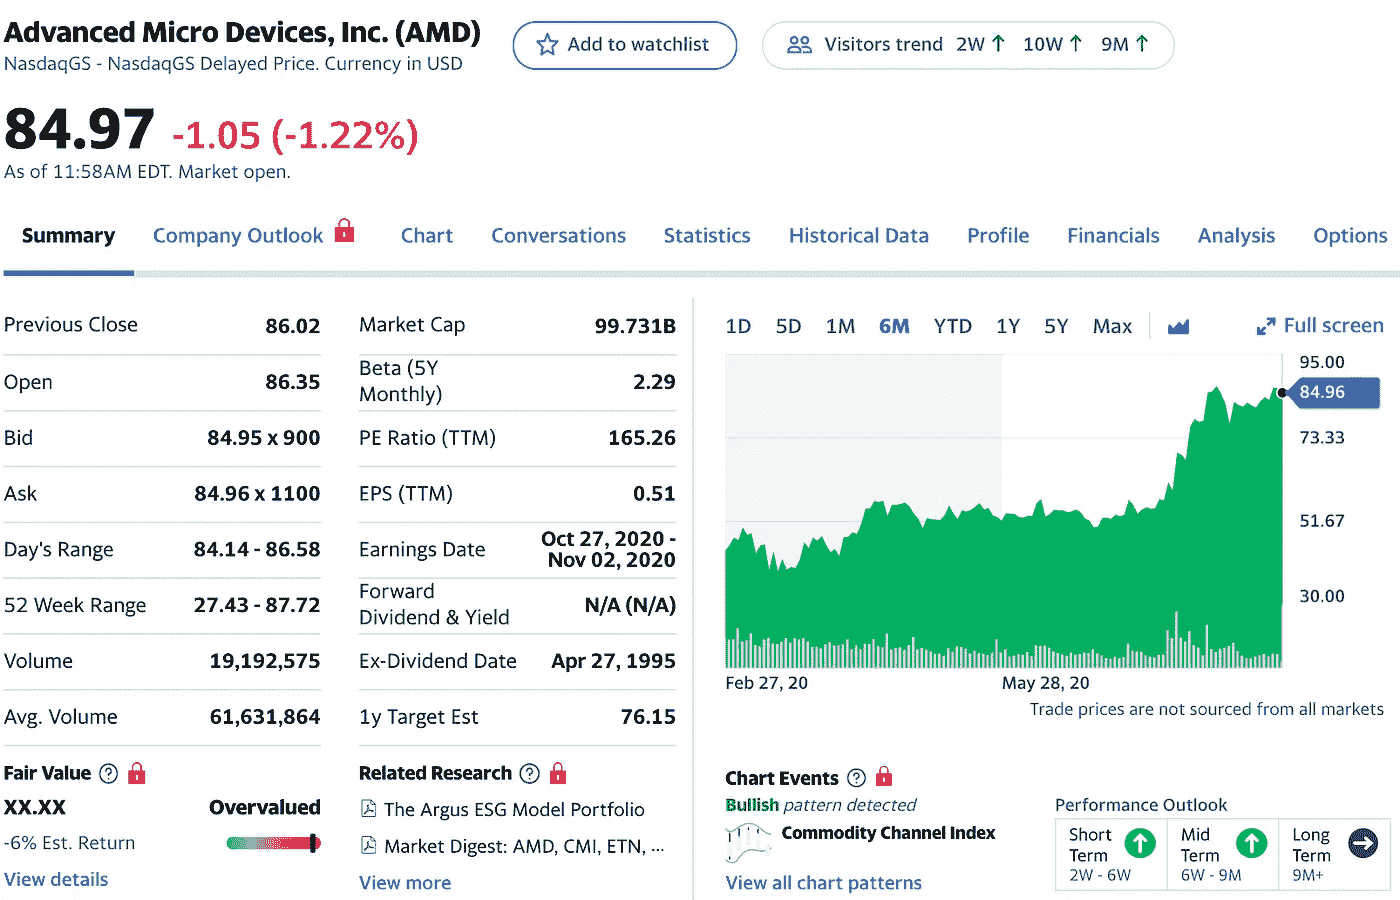 Advanced Micro Devices, Inc. (AMD)
NasdaqGS - NasdaqGS Delayed Price. Currency in USD
Add to watchlist
Visitors trend 2W ↑ 10W ↑ 9M ↑
84.97 -1.05 (-1.22%)
As of 11:58AM EDT. Market open.
Summary Company Outlook Chart Conversations Statistics Historical Data Profile Financials Analysis Options
Previous Close 86.02
Open 86.35
Bid 84.95 x 900
Ask 84.96 x 1100
Day's Range 84.14 - 86.58
52 Week Range 27.43 - 87.72
Volume 19,192,575
Avg. Volume 61,631,864
Market Cap 99.731B
Beta (5Y
Monthly) 2.29
PE Ratio (TTM) 165.26
EPS (TTM) 0.51
Earnings Date Oct 27, 2020 -
Nov 02, 2020
Forward
Dividend & Yield N/A (N/A)
Ex-Dividend Date Apr 27, 1995
1y Target Est 76.15
1D 5D 1M 6M YTD 1Y 5Y Max Full screen
95.00
84.96
73.33
51.67
30.00
Feb 27, 20 May 28, 20
Trade prices are not sourced from all markets
Fair Value ?
XX.XX Overvalued
-6% Est. Return
View details
Related Research ?
The Argus ESG Model Portfolio
Market Digest: AMD, CMI, ETN, ...
View more
Chart Events ?
Bullish pattern detected
Commodity Channel Index
View all chart patterns
Performance Outlook
Short
Term
2W - 6W
Mid
Term
6W - 9M
Long
Term
9M+